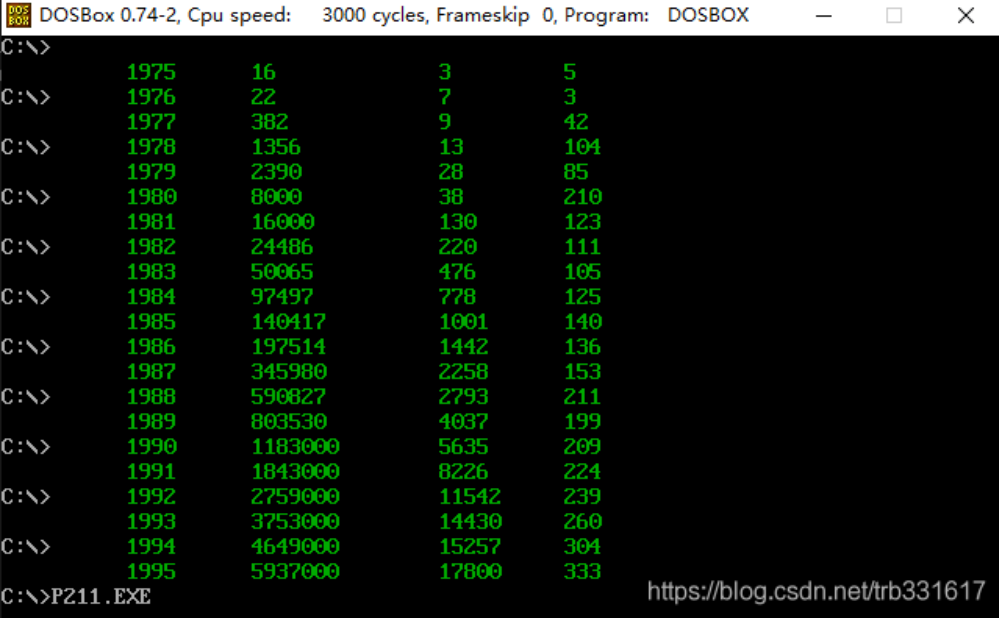 DOSBox 0.74-2, Cpu speed: 3000 cycles, Frameskip 0, Program: DOSBOX
C:\>
1975 16 3 5
C:\> 1976 22 7 3
1977 382 9 42
C:\> 1978 1356 13 104
1979 2390 28 85
C:\> 1980 8000 38 210
1981 16000 130 123
C:\> 1982 24486 220 111
1983 50065 476 105
C:\> 1984 97497 778 125
1985 140417 1001 140
C:\> 1986 197514 1442 136
1987 345980 2258 153
C:\> 1988 590827 2793 211
1989 803530 4037 199
C:\> 1990 1183000 5635 209
1991 1843000 8226 224
C:\> 1992 2759000 11542 239
1993 3753000 14430 260
C:\> 1994 4649000 15257 304
1995 5937000 17800 333
C:\>P211.EXE
https://blog.csdn.net/trb331617